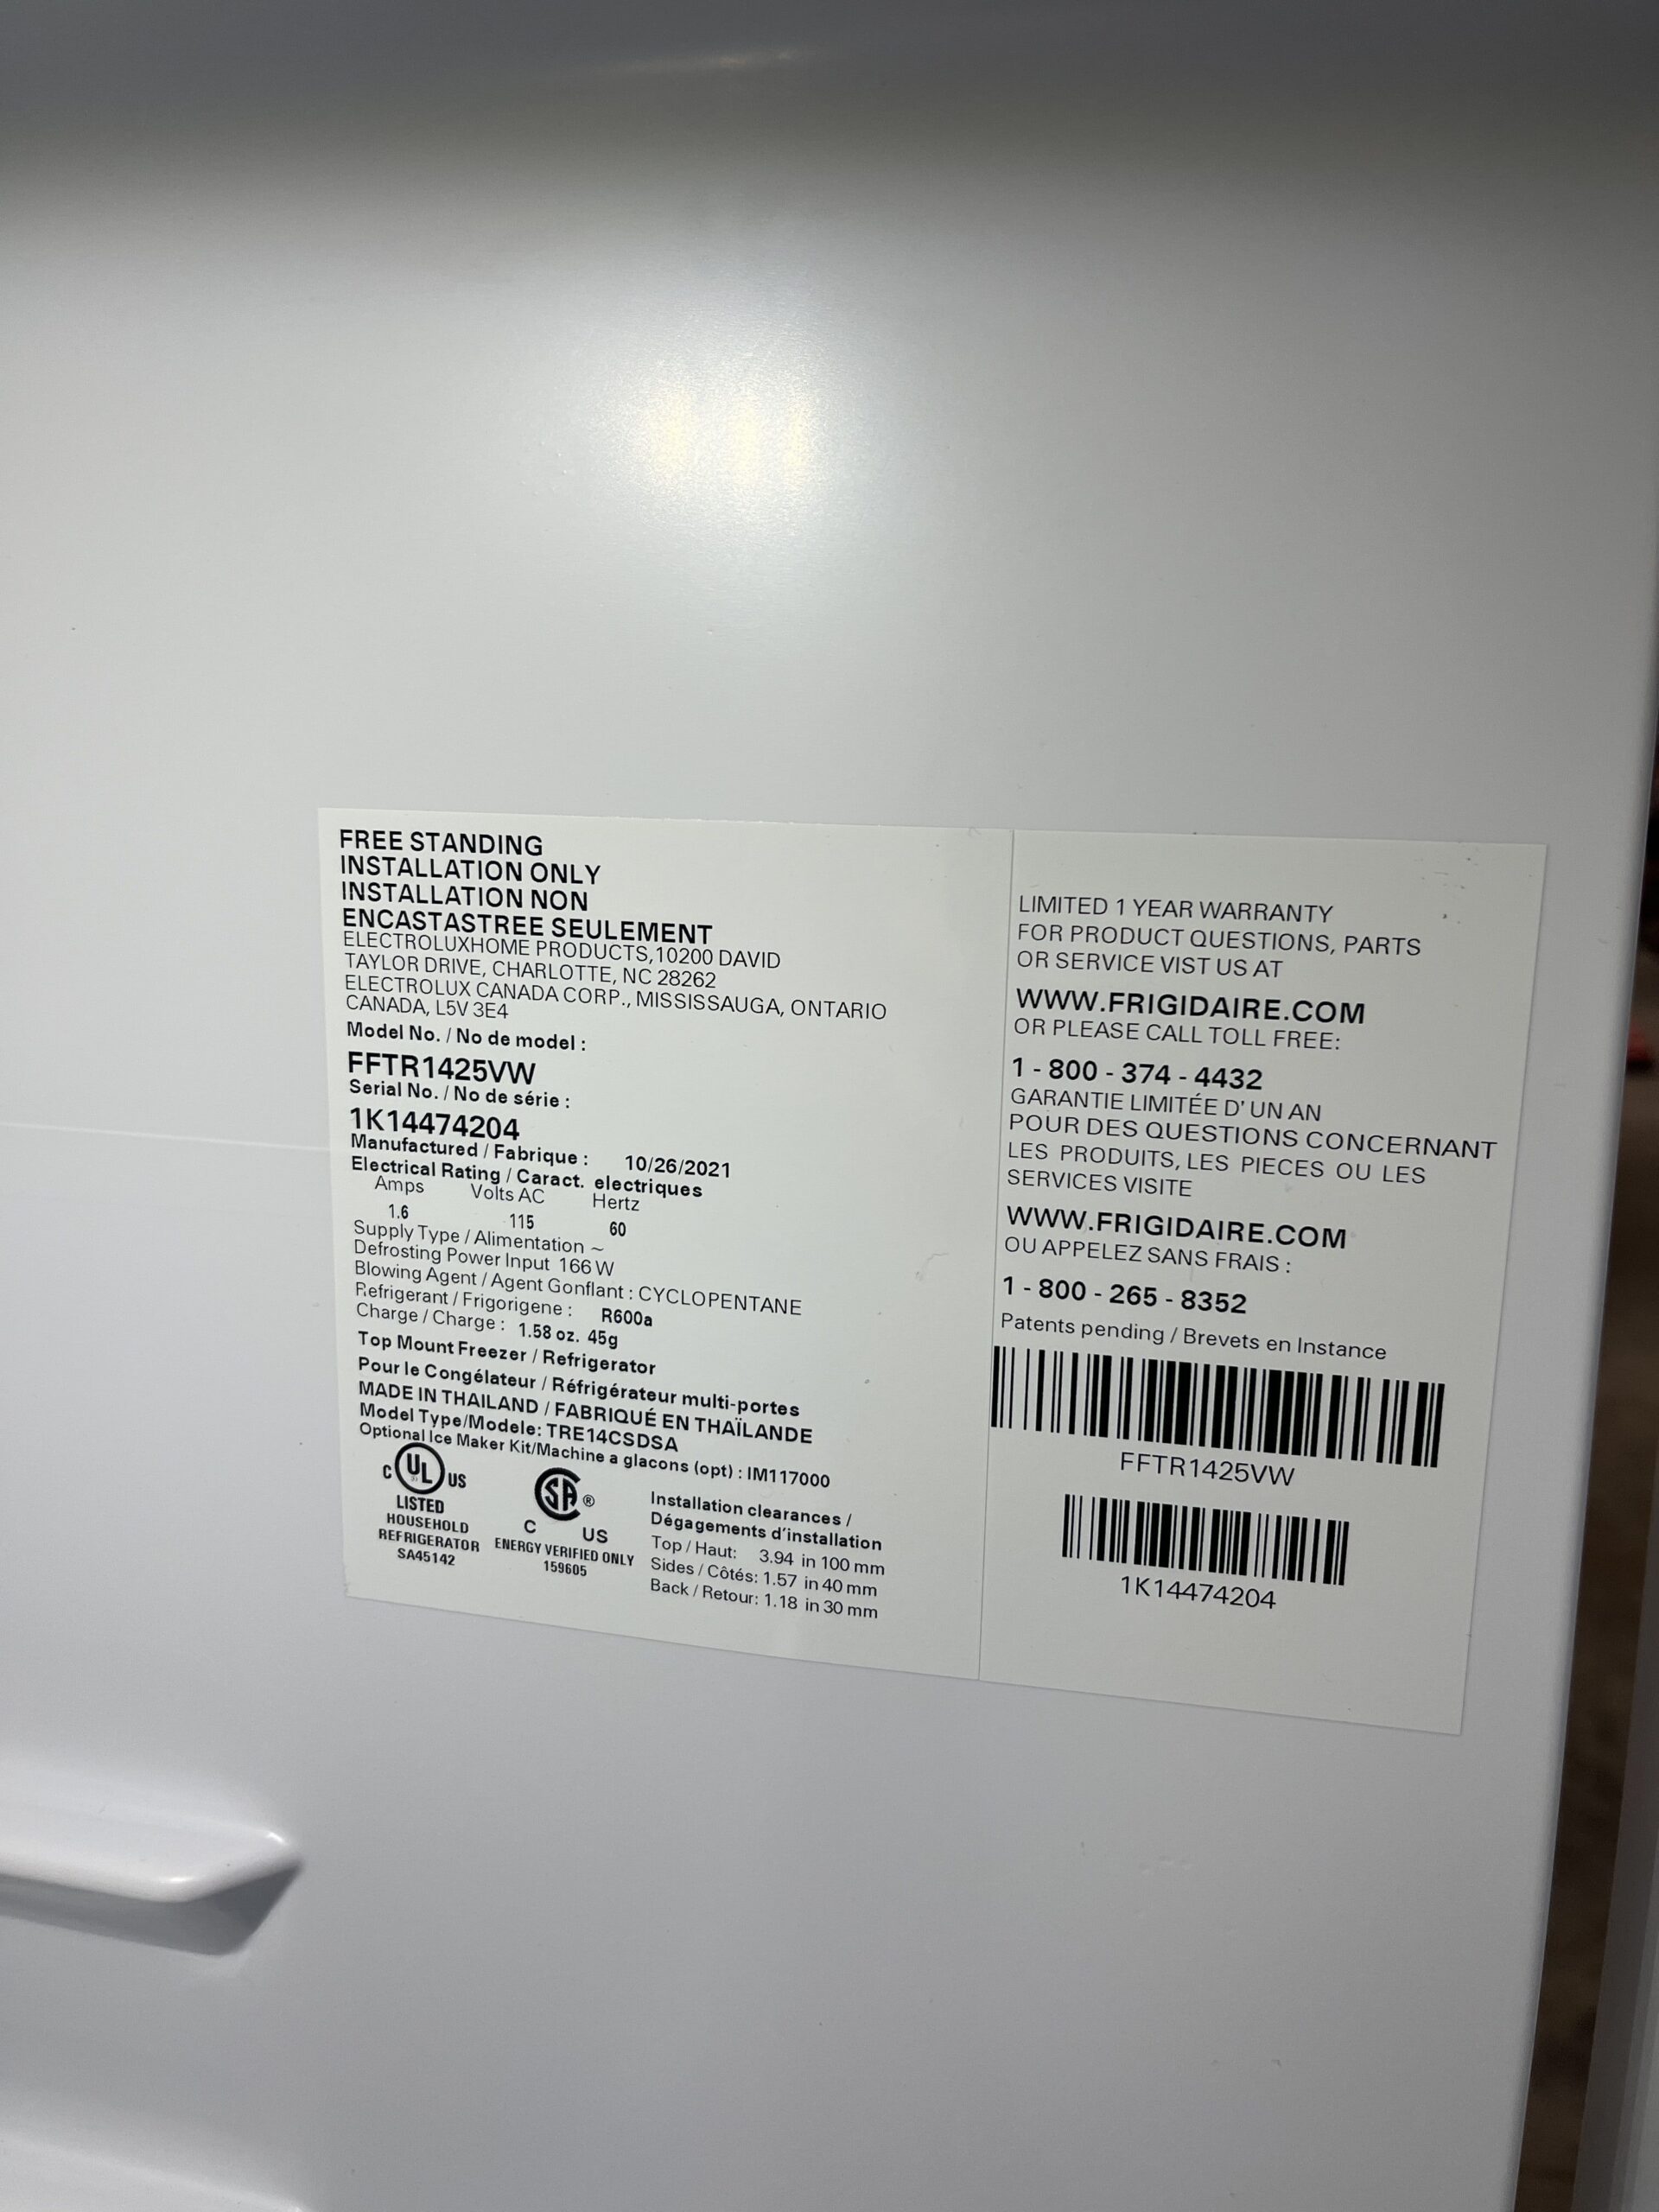 FREE STANDING
INSTALLATION ONLY
INSTALLATION NON
ENCASTASTREE SEULEMENT
ELECTROLUXHOME PRODUCTS,10200 DAVID
TAYLOR DRIVE, CHARLOTTE, NC 28262
ELECTROLUX CANADA CORP., MISSISSAUGA, ONTARIO
CANADA, L5V 3E4
Model No. / No de model :
FFTR1425VW
Serial No. / No de série :
1K14474204
Manufactured / Fabrique : 10/26/2021
Electrical Rating / Caract. electriques
Amps Volts AC Hertz
1.6 115 60
Supply Type / Alimentation ~
Defrosting Power Input 166 W
Blowing Agent / Agent Gonflant : CYCLOPENTANE
Refrigerant / Frigorigene : R600a
Charge / Charge : 1.58 oz. 45g
Top Mount Freezer / Refrigerator
Pour le Congélateur / Réfrigérateur multi-portes
MADE IN THAILAND / FABRIQUÉ EN THAÏLANDE
Model Type/Modele: TRE14CSDSA
Optional Ice Maker Kit/Machine a glacons (opt) : IM117000
C UL US
LISTED
HOUSEHOLD
REFRIGERATOR
SA45142
SA ®
C US
ENERGY VERIFIED ONLY
159605
Installation clearances /
Dégagements d'installation
Top / Haut: 3.94 in 100 mm
Sides / Côtés: 1.57 in 40 mm
Back / Retour: 1.18 in 30 mm
LIMITED 1 YEAR WARRANTY
FOR PRODUCT QUESTIONS, PARTS
OR SERVICE VIST US AT
WWW.FRIGIDAIRE.COM
OR PLEASE CALL TOLL FREE:
1 - 800 - 374 - 4432
GARANTIE LIMITÉE D' UN AN
POUR DES QUESTIONS CONCERNANT
LES PRODUITS, LES PIECES OU LES
SERVICES VISITE
WWW.FRIGIDAIRE.COM
OU APPELEZ SANS FRAIS :
1 - 800 - 265 - 8352
Patents pending / Brevets en Instance
FFTR1425VW
1K14474204